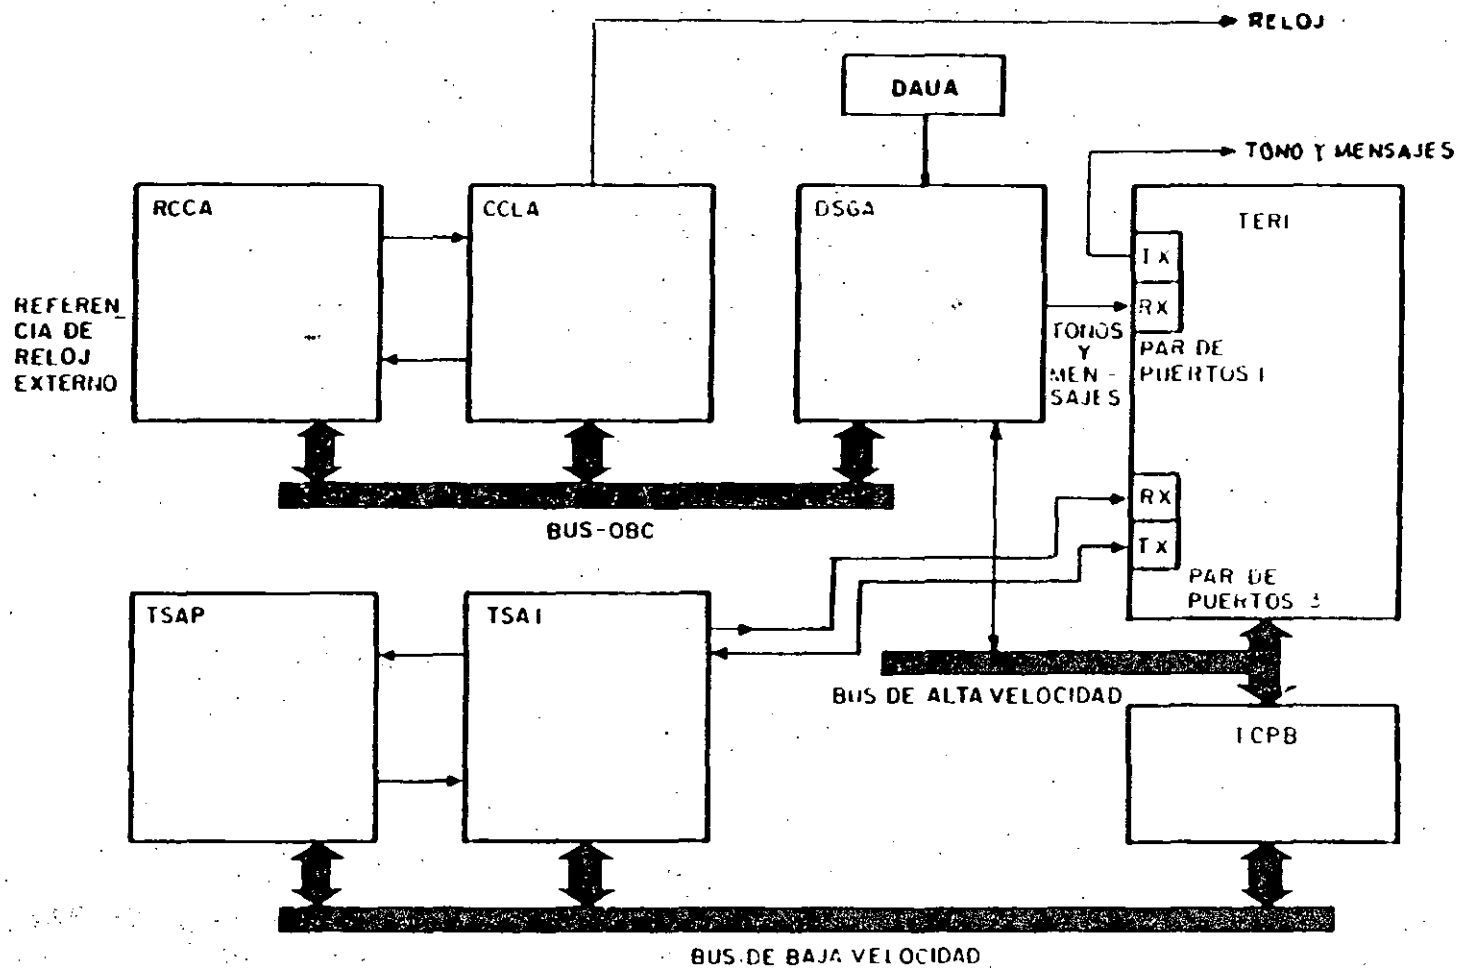 RELOJ
DAUA
TONO Y MENSAJES
RCCA
CCLA
DSGA
TERI
TX
RX
REFEREN_
CIA DE
RELOJ
EXTERNO
TONOS
Y
MEN-
SAJES
PAR DE
PUERTOS 1
RX
TX
BUS-OBC
PAR DE
PUERTOS 3
TSAP
TSA1
BUS DE ALTA VELOCIDAD
TCPB
BUS DE BAJA VELOCIDAD